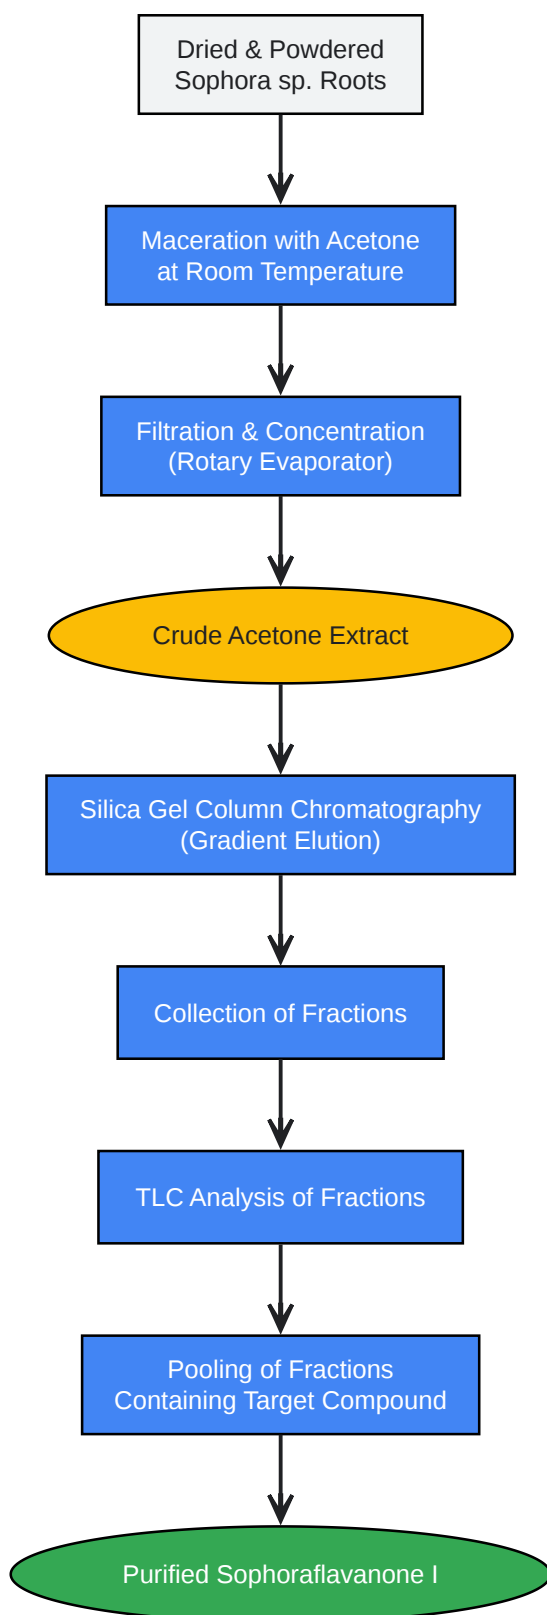 Dried & Powdered
Sophora sp. Roots
Maceration with Acetone
at Room Temperature
Filtration & Concentration
(Rotary Evaporator)
Crude Acetone Extract
Silica Gel Column Chromatography
(Gradient Elution)
Collection of Fractions
TLC Analysis of Fractions
Pooling of Fractions
Containing Target Compound
Purified Sophoraflavanone I